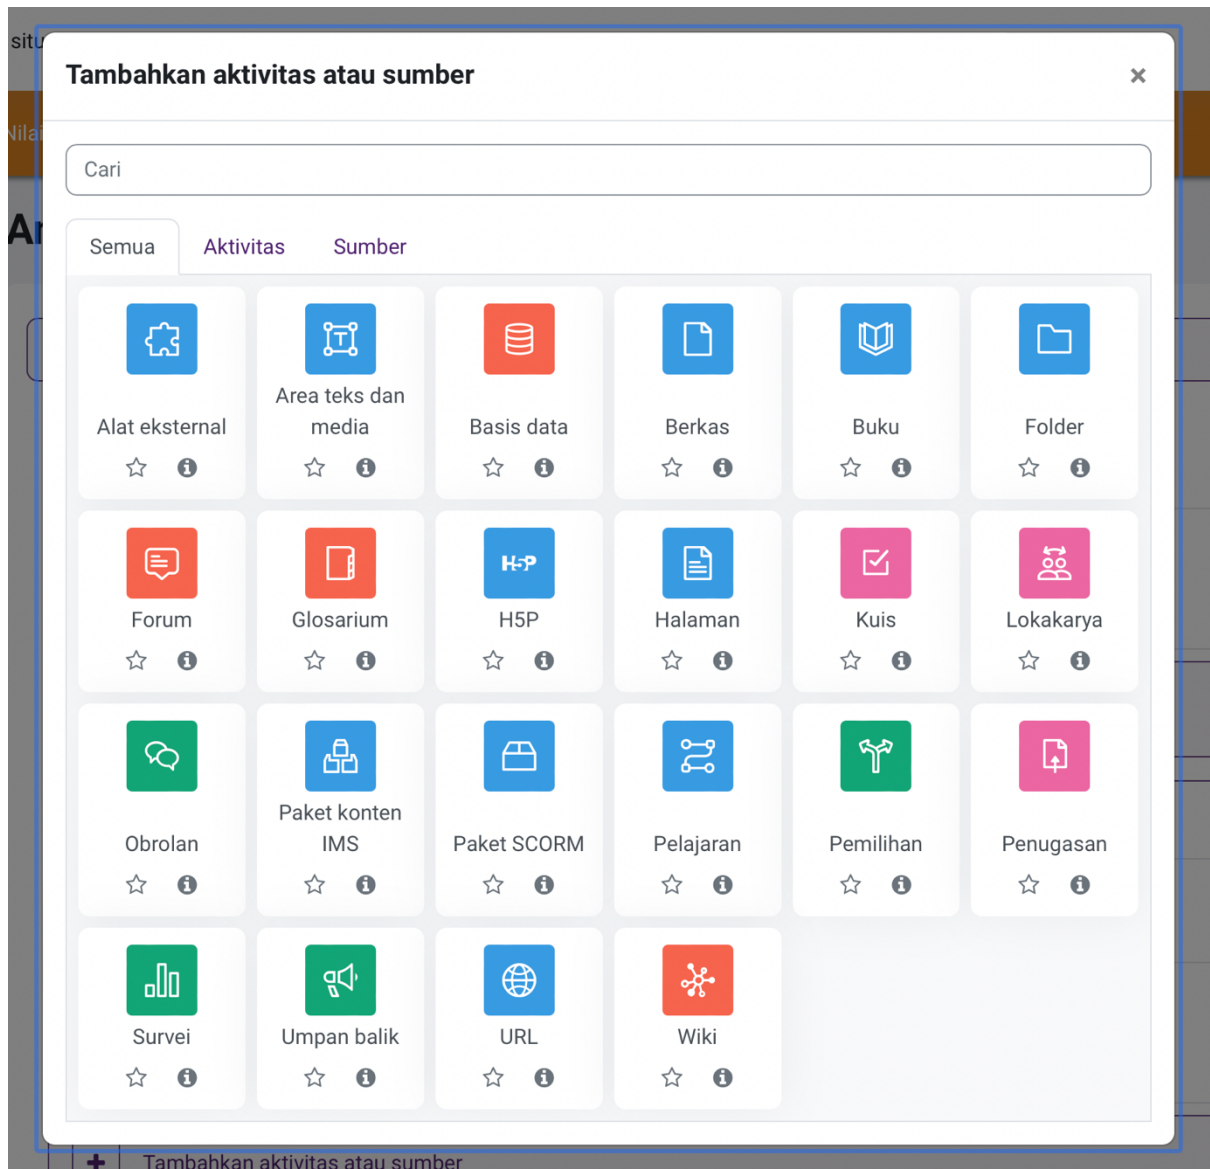 situ
Tambahkan aktivitas atau sumber
×
Nilai
Cari
Ar
Semua
Aktivitas
Sumber
Alat eksternal
Area teks dan
media
Basis data
Berkas
Buku
Folder
Forum
Glosarium
H5P
H5P
Halaman
Kuis
Lokakarya
Obrolan
Paket konten
IMS
Paket SCORM
Pelajaran
Pemilihan
Penugasan
Survei
Umpan balik
URL
Wiki
Tambahkan aktivitas atau sumber